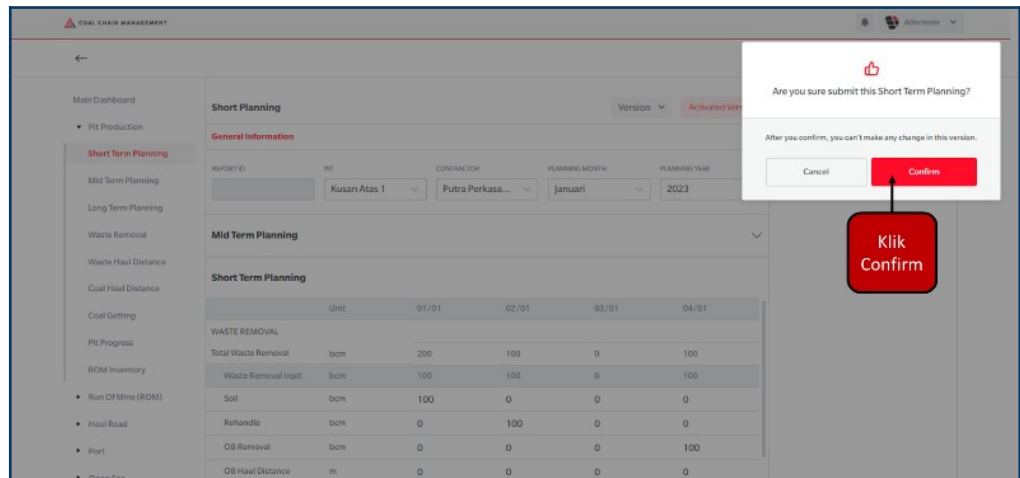 COAL CHAIN MANAGEMENT
ddm tester
Are you sure submit this Short Term Planning?
After you confirm, you can't make any change in this version.
Cancel
Confirm
Klik
Confirm
Main Dashboard
Pit Production
Short Term Planning
Mid Term Planning
Long Term Planning
Waste Removal
Waste Haul Distance
Coal Haul Distance
Coal Getting
Pit Progress
ROM Inventory
Run Of Mine (ROM)
Haul Road
Port
Short Planning
Version
Activated Vers
General Information
REPORT ID
PIT
CONTRACTOR
PLANNING MONTH
PLANNING YEAR
Kusan Atas 1
Putra Perkasa...
Januari
2023
Mid Term Planning
Short Term Planning
Unit 01/01 02/01 03/01 04/01
WASTE REMOVAL
Total Waste Removal bcm 200 100 0 100
Waste Removal Inpit bcm 100 100 0 100
Soil bcm 100 0 0 0
Rehandle bcm 0 100 0 0
OB Removal bcm 0 0 0 100
OB Haul Distance m 0 0 0 0